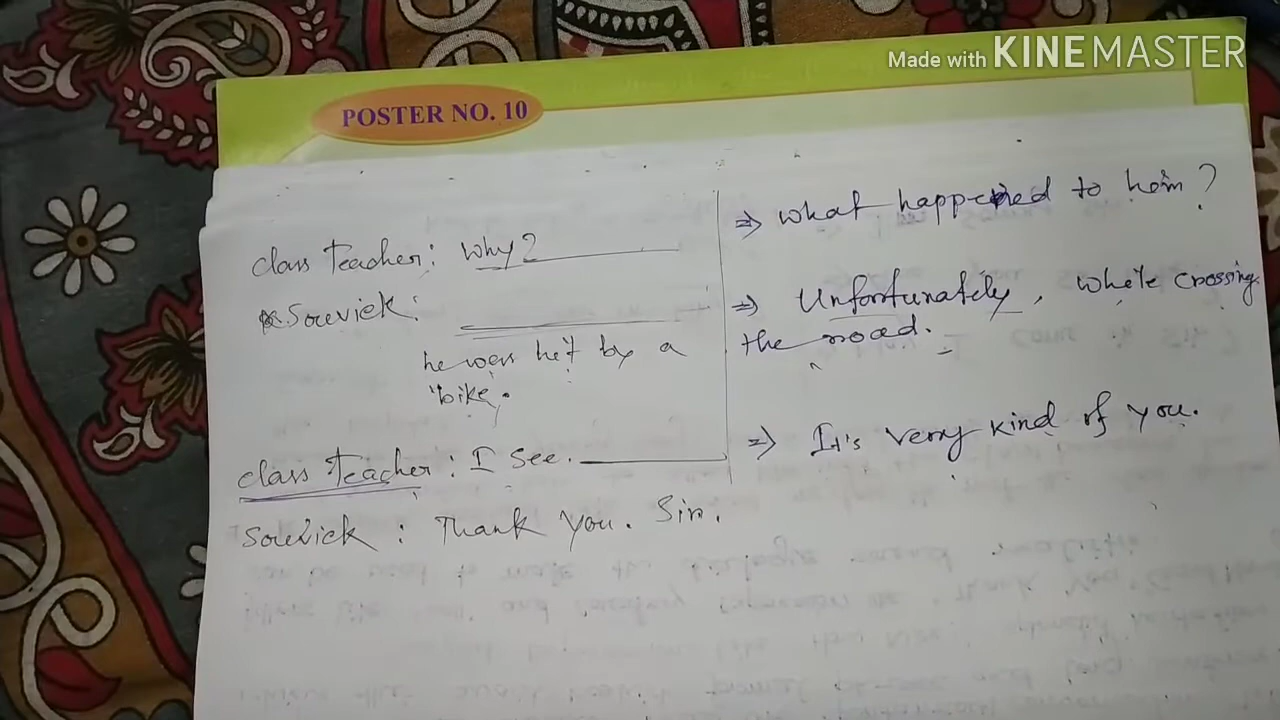 Made with KINEMASTER
POSTER NO. 10
class Teacher: Why?
Souvick:
he was hit by a
bike.
class Teacher: I see.
Souvick: Thank you. Sir.
⇒ What happened to him?
⇒ Unfortunately, while crossing
the road.
⇒ It's very kind of you.